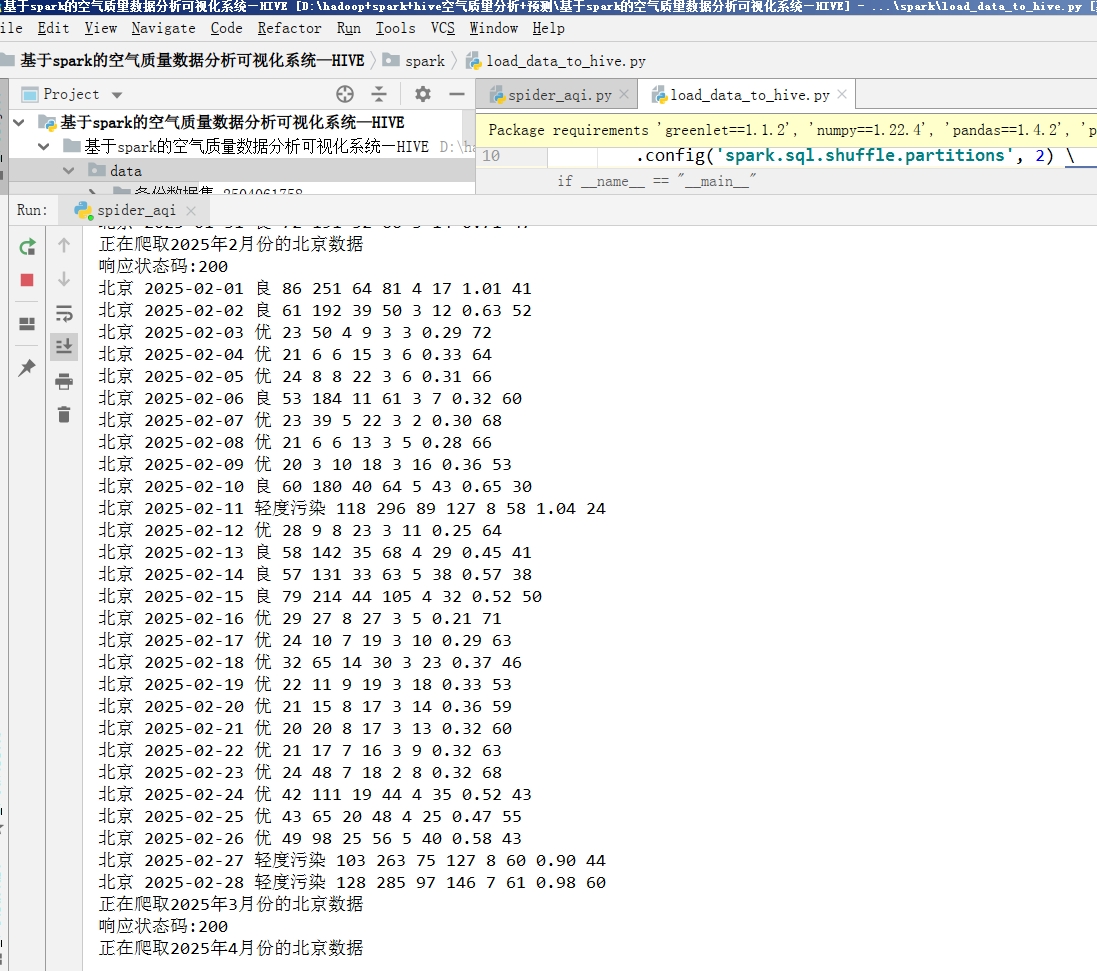 基于spark的空气质量数据分析可视化系统—HIVE [D:\hadoop+spark+hive空气质量分析+预测\基于spark的空气质量数据分析可视化系统—HIVE] - ...\spark\load_data_to_hive.py
ile Edit View Navigate Code Refactor Run Tools VCS Window Help
基于spark的空气质量数据分析可视化系统—HIVE spark load_data_to_hive.py
Project spider_aqi.py load_data_to_hive.py
基于spark的空气质量数据分析可视化系统—HIVE
Package requirements 'greenlet==1.1.2', 'numpy==1.22.4', 'pandas==1.4.2', 'p
基于spark的空气质量数据分析可视化系统—HIVE D:\ha
10 .config('spark.sql.shuffle.partitions', 2) \
data
if __name__ == "__main__"
备份数据集 2504061758
Run: spider_aqi
北京 2025-01-31 良 72 151 52 66 3 14 0.71 47
正在爬取2025年2月份的北京数据
响应状态码:200
北京 2025-02-01 良 86 251 64 81 4 17 1.01 41
北京 2025-02-02 良 61 192 39 50 3 12 0.63 52
北京 2025-02-03 优 23 50 4 9 3 3 0.29 72
北京 2025-02-04 优 21 6 6 15 3 6 0.33 64
北京 2025-02-05 优 24 8 8 22 3 6 0.31 66
北京 2025-02-06 良 53 184 11 61 3 7 0.32 60
北京 2025-02-07 优 23 39 5 22 3 2 0.30 68
北京 2025-02-08 优 21 6 6 13 3 5 0.28 66
北京 2025-02-09 优 20 3 10 18 3 16 0.36 53
北京 2025-02-10 良 60 180 40 64 5 43 0.65 30
北京 2025-02-11 轻度污染 118 296 89 127 8 58 1.04 24
北京 2025-02-12 优 28 9 8 23 3 11 0.25 64
北京 2025-02-13 良 58 142 35 68 4 29 0.45 41
北京 2025-02-14 良 57 131 33 63 5 38 0.57 38
北京 2025-02-15 良 79 214 44 105 4 32 0.52 50
北京 2025-02-16 优 29 27 8 27 3 5 0.21 71
北京 2025-02-17 优 24 10 7 19 3 10 0.29 63
北京 2025-02-18 优 32 65 14 30 3 23 0.37 46
北京 2025-02-19 优 22 11 9 19 3 18 0.33 53
北京 2025-02-20 优 21 15 8 17 3 14 0.36 59
北京 2025-02-21 优 20 20 8 17 3 13 0.32 60
北京 2025-02-22 优 21 17 7 16 3 9 0.32 63
北京 2025-02-23 优 24 48 7 18 2 8 0.32 68
北京 2025-02-24 优 42 111 19 44 4 35 0.52 43
北京 2025-02-25 优 43 65 20 48 4 25 0.47 55
北京 2025-02-26 优 49 98 25 56 5 40 0.58 43
北京 2025-02-27 轻度污染 103 263 75 127 8 60 0.90 44
北京 2025-02-28 轻度污染 128 285 97 146 7 61 0.98 60
正在爬取2025年3月份的北京数据
响应状态码:200
正在爬取2025年4月份的北京数据